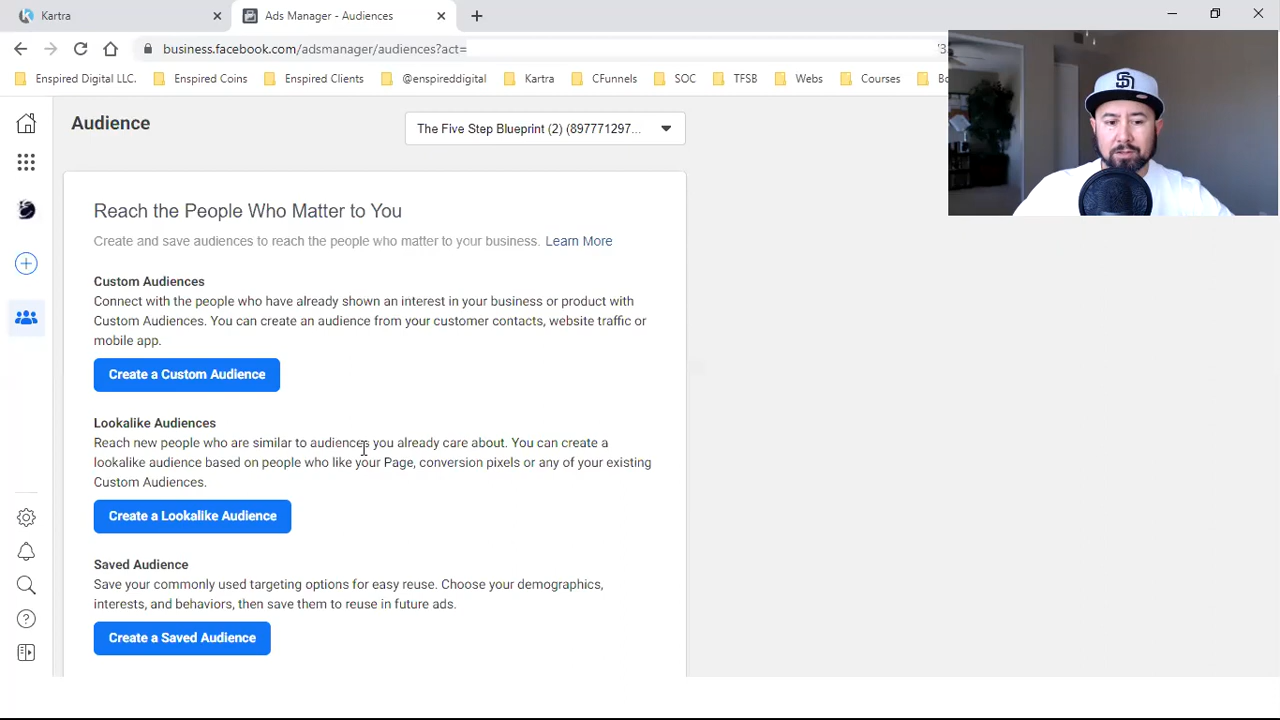 Kartra
Ads Manager - Audiences
business.facebook.com/adsmanager/audiences?act=
Enspired Digital LLC.
Enspired Coins
Enspired Clients
@enspireddigital
Kartra
CFunnels
SOC
TFSB
Webs
Courses
Audience
The Five Step Blueprint (2) (897771297...
Reach the People Who Matter to You
Create and save audiences to reach the people who matter to your business. Learn More
Custom Audiences
Connect with the people who have already shown an interest in your business or product with
Custom Audiences. You can create an audience from your customer contacts, website traffic or
mobile app.
Create a Custom Audience
Lookalike Audiences
Reach new people who are similar to audiences you already care about. You can create a
lookalike audience based on people who like your Page, conversion pixels or any of your existing
Custom Audiences.
Create a Lookalike Audience
Saved Audience
Save your commonly used targeting options for easy reuse. Choose your demographics,
interests, and behaviors, then save them to reuse in future ads.
Create a Saved Audience